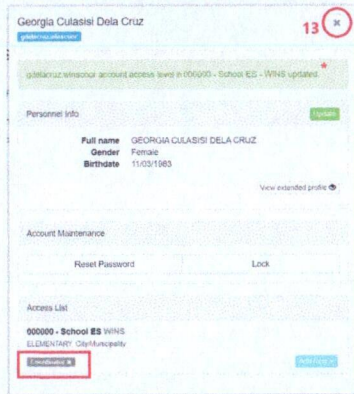 Georgia Culasisi Dela Cruz
13
×
account access level in 000000 - School ES - WINS updated.
*
Personnel Info
Update
Full name GEORGIA CULASISI DELA CRUZ
Gender Female
Birthdate 11/03/1983
View extended profile
Account Maintenance
Reset Password Lock
Access List
000000 - School ES WINS
ELEMENTARY City/Municipality
Coordinator ×